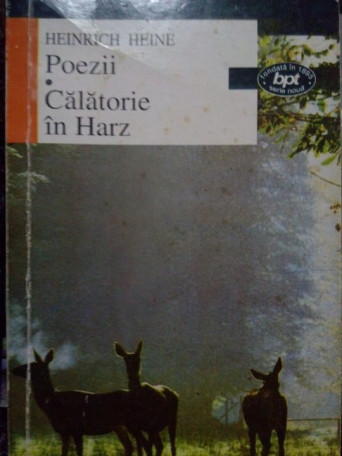 HEINRICH HEINE
Poezii
•
Călătorie
în Harz
fondată în 1895
bpt
serie nouă